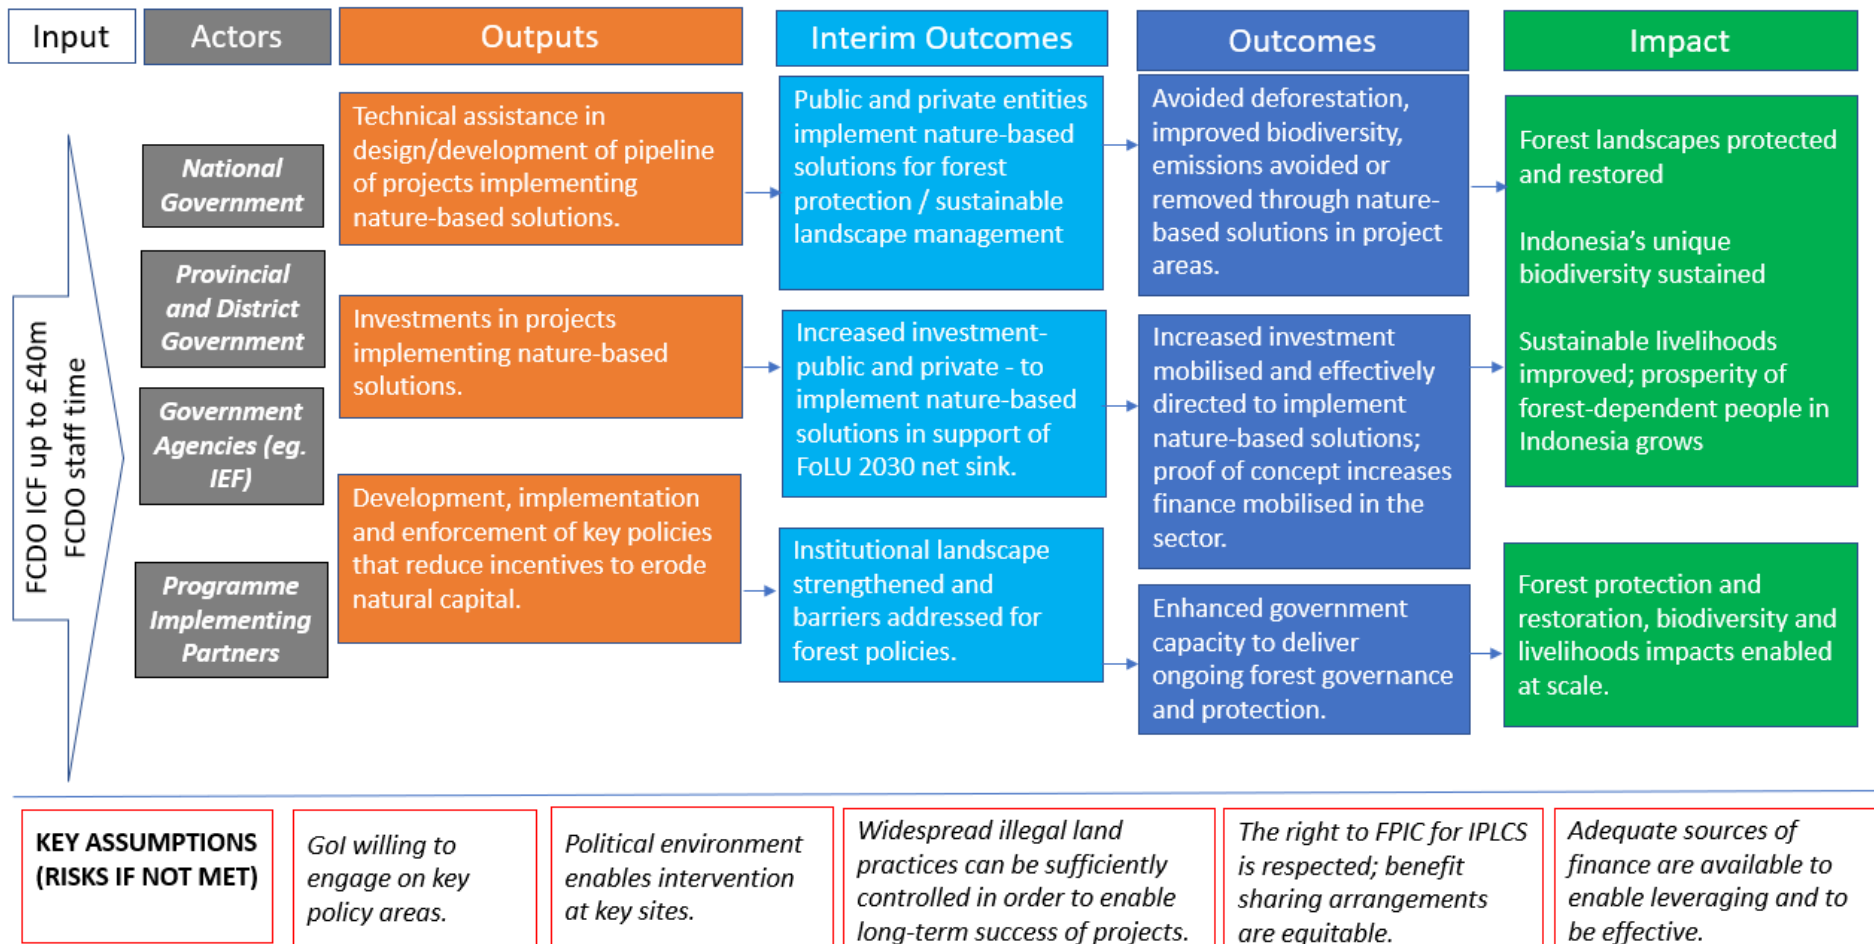 Input
Actors
Outputs
Interim Outcomes
Outcomes
Impact
FCDO ICF up to £40m
FCDO staff time
National
Government
Provincial
and District
Government
Government
Agencies (eg.
IEF)
Programme
Implementing
Partners
Technical assistance in
design/development of pipeline
of projects implementing
nature-based solutions.
Investments in projects
implementing nature-based
solutions.
Development, implementation
and enforcement of key policies
that reduce incentives to erode
natural capital.
Public and private entities
implement nature-based
solutions for forest
protection / sustainable
landscape management
Increased investment-
public and private - to
implement nature-based
solutions in support of
FoLU 2030 net sink.
Institutional landscape
strengthened and
barriers addressed for
forest policies.
Avoided deforestation,
improved biodiversity,
emissions avoided or
removed through nature-
based solutions in project
areas.
Increased investment
mobilised and effectively
directed to implement
nature-based solutions;
proof of concept increases
finance mobilised in the
sector.
Enhanced government
capacity to deliver
ongoing forest governance
and protection.
Forest landscapes protected
and restored
Indonesia's unique
biodiversity sustained
Sustainable livelihoods
improved; prosperity of
forest-dependent people in
Indonesia grows
Forest protection and
restoration, biodiversity and
livelihoods impacts enabled
at scale.
KEY ASSUMPTIONS
(RISKS IF NOT MET)
GoI willing to
engage on key
policy areas.
Political environment
enables intervention
at key sites.
Widespread illegal land
practices can be sufficiently
controlled in order to enable
long-term success of projects.
The right to FPIC for IPLCS
is respected; benefit
sharing arrangements
are equitable.
Adequate sources of
finance are available to
enable leveraging and to
be effective.